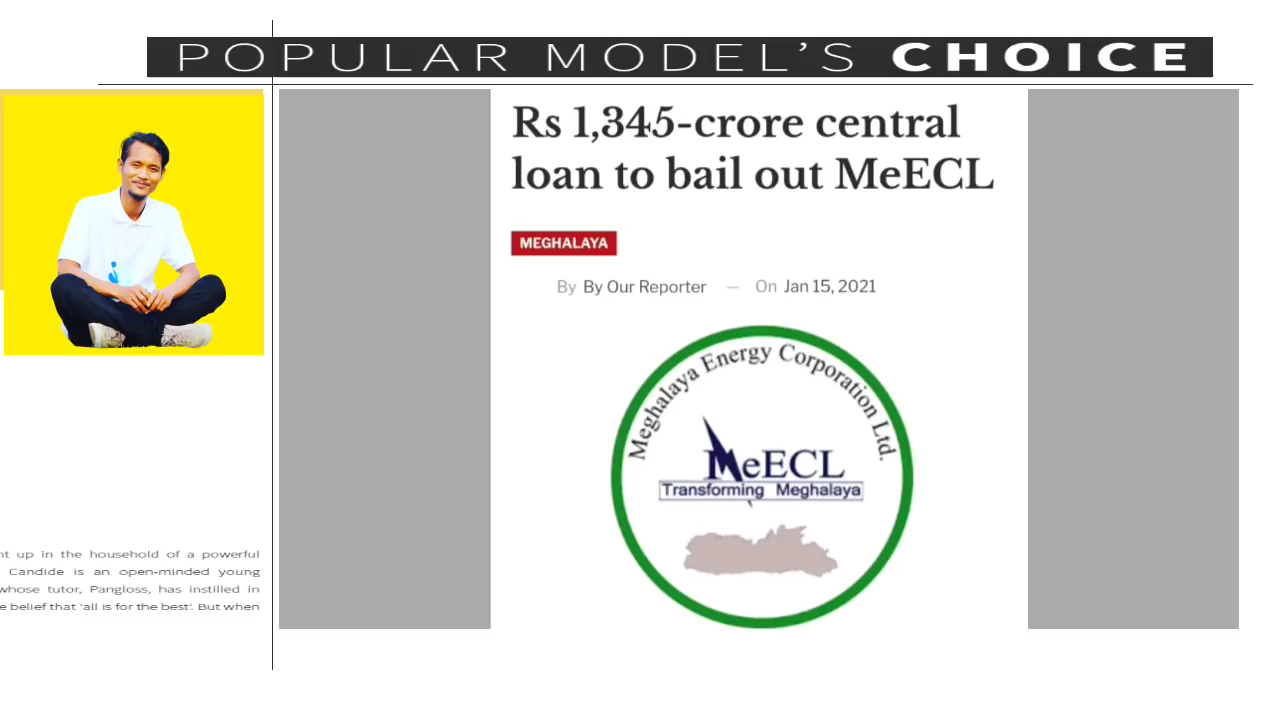 POPULAR MODEL'S CHOICE
Rs 1,345-crore central
loan to bail out MeECL
MEGHALAYA
By By Our Reporter — On Jan 15, 2021
Meghalaya Energy Corporation Ltd.
MeECL
Transforming Meghalaya
up in the household of a powerful
Candide is an open-minded young
whose tutor, Pangloss, has instilled in
belief that 'all is for the best'. But when